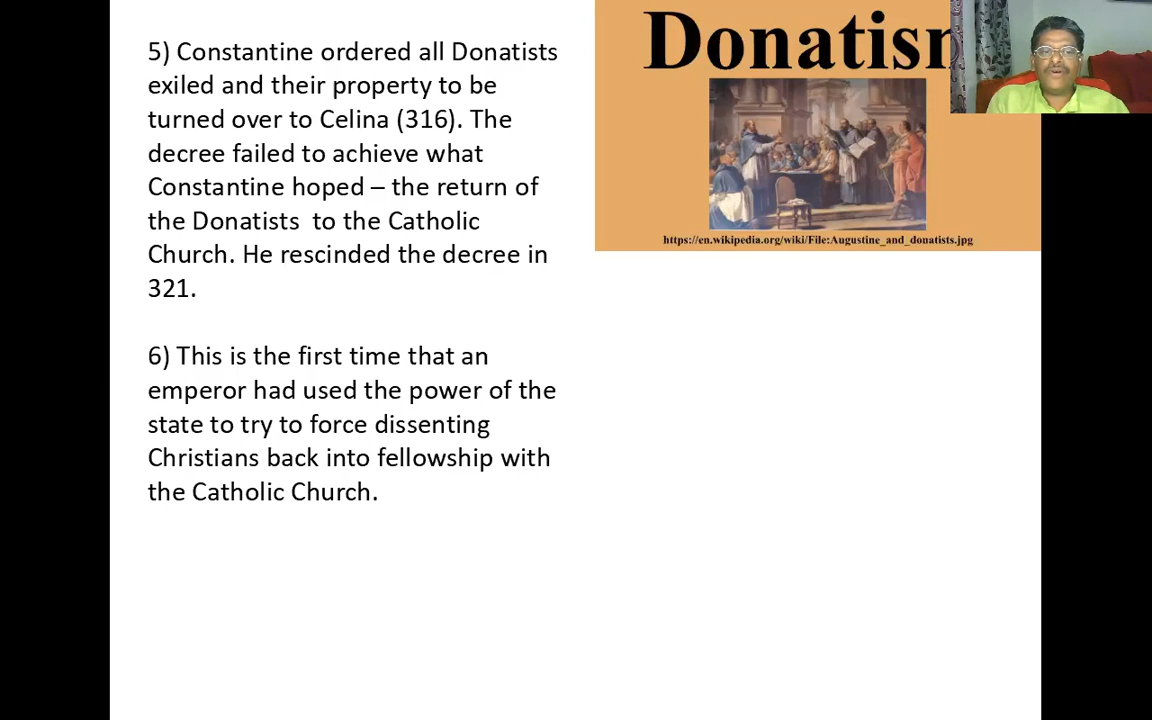 5) Constantine ordered all Donatists
exiled and their property to be
turned over to Celina (316). The
decree failed to achieve what
Constantine hoped – the return of
the Donatists  to the Catholic
Church. He rescinded the decree in
321.
6) This is the first time that an
emperor had used the power of the
state to try to force dissenting
Christians back into fellowship with
the Catholic Church.
Donatism
https://en.wikipedia.org/wiki/File:Augustine_and_donatists.jpg